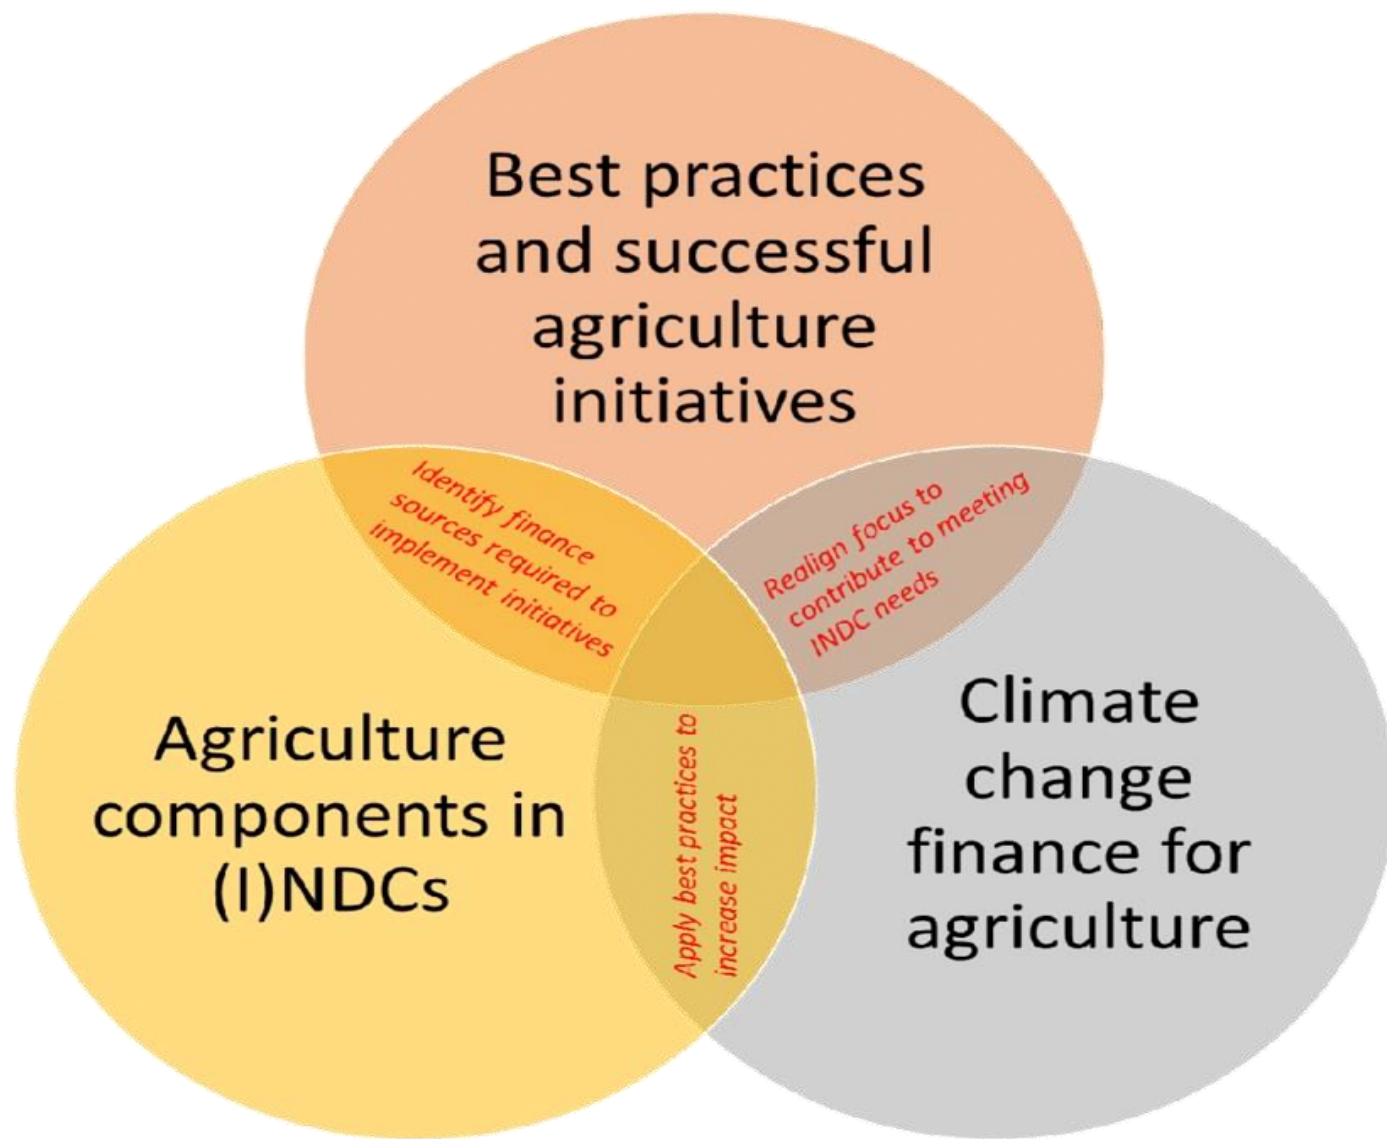 Best practices
and successful
agriculture
initiatives
Identify finance
sources required to
implement initiatives
Realign focus to
contribute to meeting
INDC needs
Agriculture
components in
(I)NDCs
Apply best practices to
increase impact
Climate
change
finance for
agriculture